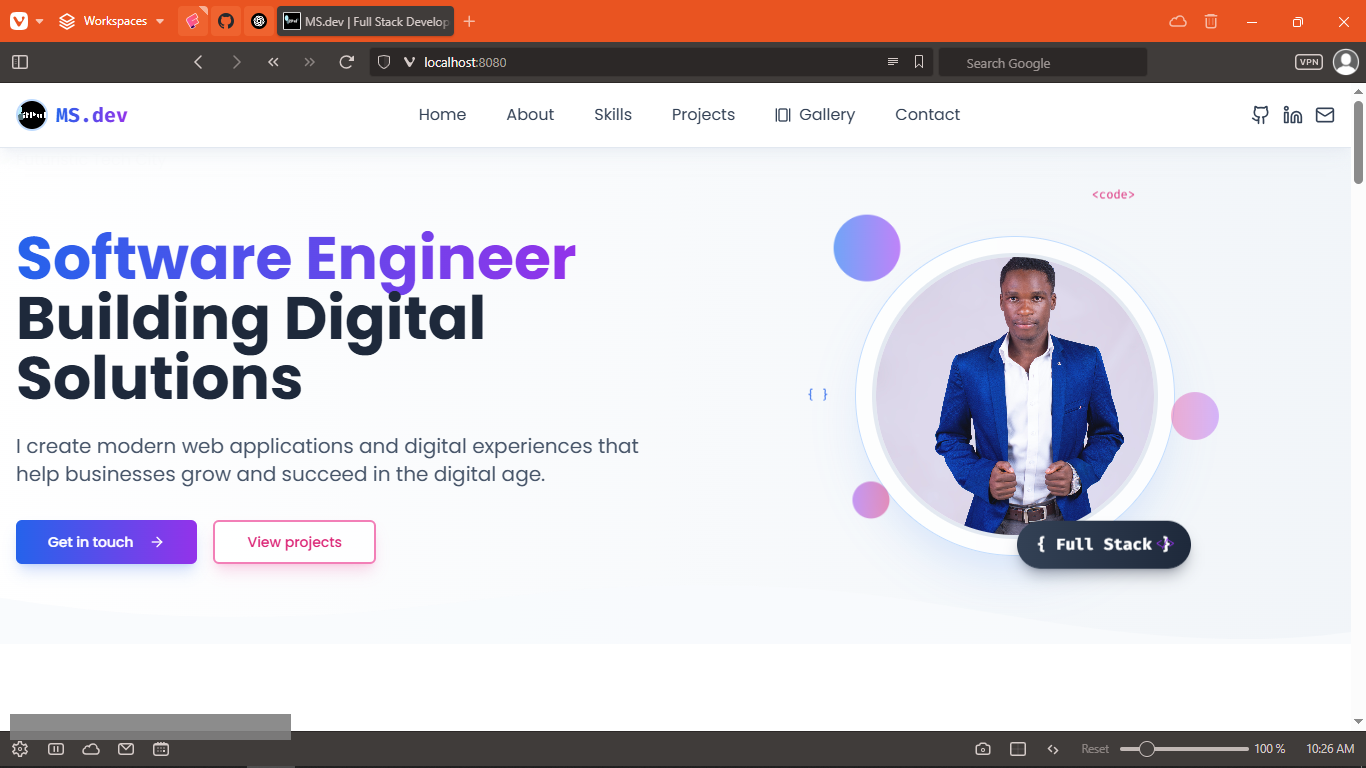 Workspaces
MS.dev | Full Stack Develop
localhost:8080
Search Google
VPN
MS.dev
Home
About
Skills
Projects
Gallery
Contact
<code>
Software Engineer
Building Digital
Solutions
{ }
I create modern web applications and digital experiences that
help businesses grow and succeed in the digital age.
Get in touch
View projects
{ Full Stack }
Reset
100 %
10:26 AM